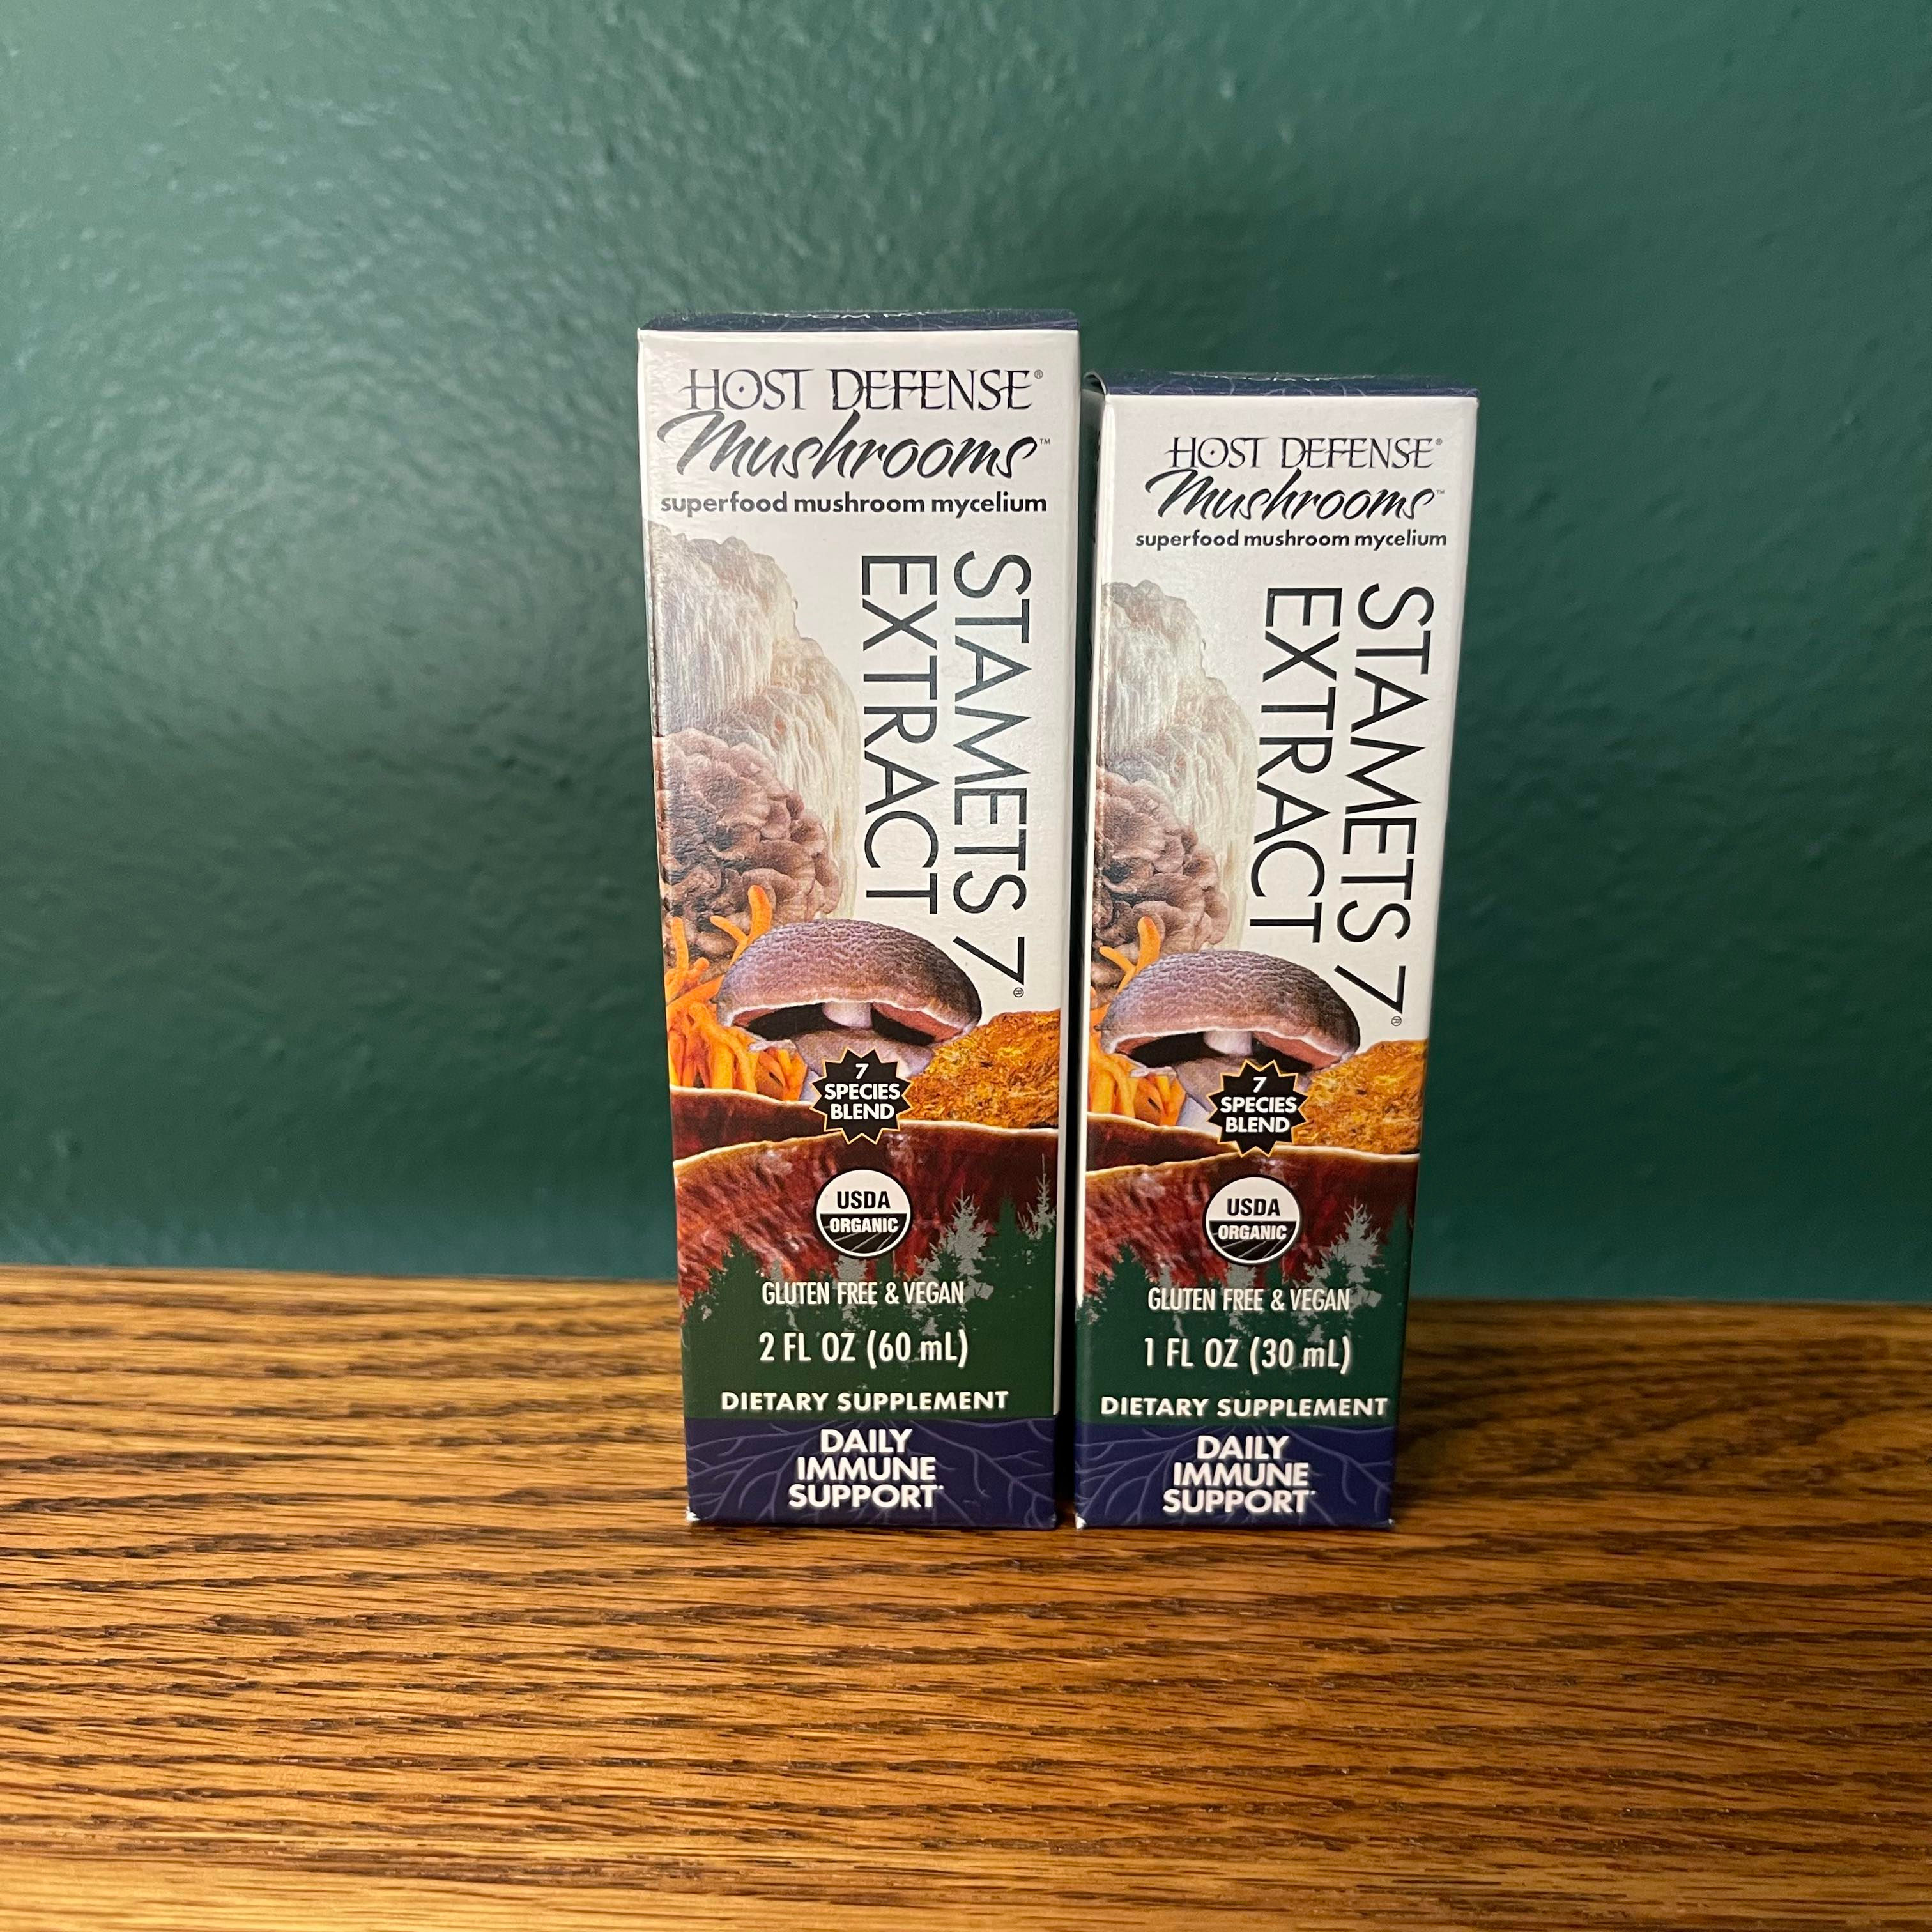 HOST DEFENSE®
Mushrooms™
superfood mushroom mycelium
STAMETS 7®
EXTRACT
7
SPECIES
BLEND
USDA
ORGANIC
GLUTEN FREE & VEGAN
2 FL OZ (60 mL)
DIETARY SUPPLEMENT
DAILY
IMMUNE
SUPPORT*
HOST DEFENSE®
Mushrooms™
superfood mushroom mycelium
STAMETS 7®
EXTRACT
7
SPECIES
BLEND
USDA
ORGANIC
GLUTEN FREE & VEGAN
1 FL OZ (30 mL)
DIETARY SUPPLEMENT
DAILY
IMMUNE
SUPPORT*